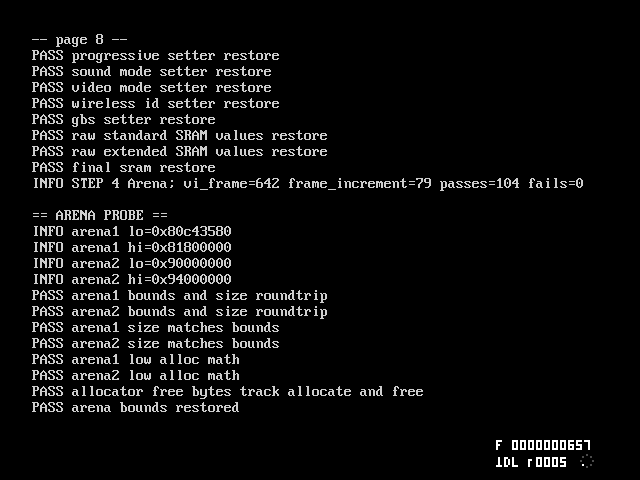 -- page 8 --
PASS progressive setter restore
PASS sound mode setter restore
PASS video mode setter restore
PASS wireless id setter restore
PASS gbs setter restore
PASS raw standard SRAM values restore
PASS raw extended SRAM values restore
PASS final sram restore
INFO STEP 4 Arena; vi_frame=642 frame_increment=79 passes=104 fails=0
== ARENA PROBE ==
INFO arena1 lo=0x80c43580
INFO arena1 hi=0x81800000
INFO arena2 lo=0x90000000
INFO arena2 hi=0x94000000
PASS arena1 bounds and size roundtrip
PASS arena2 bounds and size roundtrip
PASS arena1 size matches bounds
PASS arena2 size matches bounds
PASS arena1 low alloc math
PASS arena2 low alloc math
PASS allocator free bytes track allocate and free
PASS arena bounds restored
F 0000000657
IDL r0005